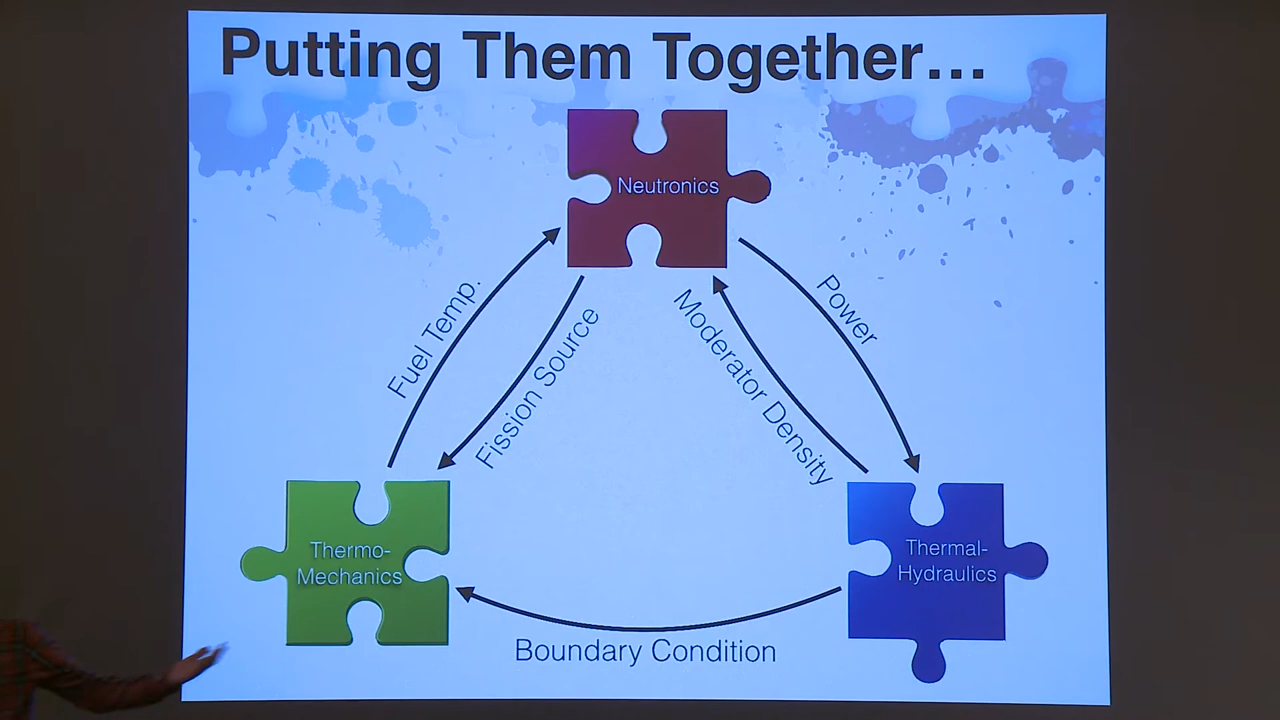 Putting Them Together...
Neutronics
Fuel Temp.
Fission Source
Moderator Density
Power
Thermo-
Mechanics
Thermal-
Hydraulics
Boundary Condition